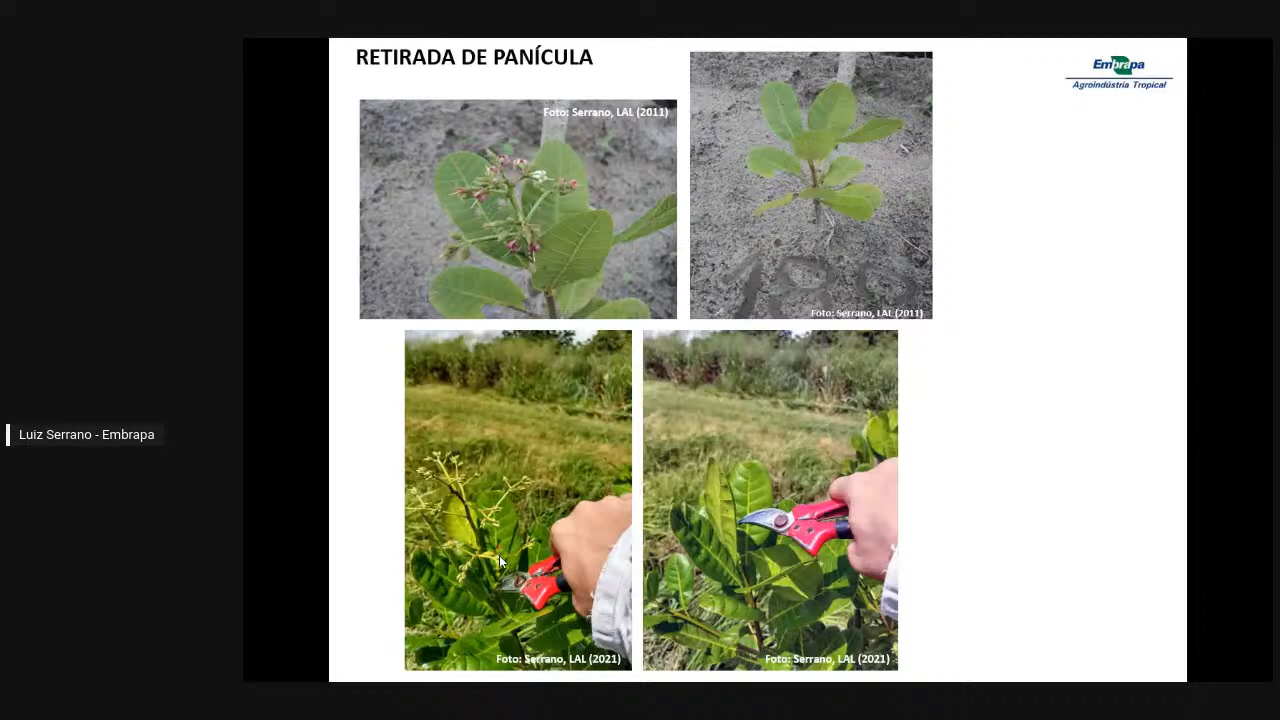 RETIRADA DE PANÍCULA
Embrapa
Agroindústria Tropical
Foto: Serrano, LAL (2011)
180
Foto: Serrano, LAL (2011)
Luiz Serrano - Embrapa
Foto: Serrano, LAL (2021)
Foto: Serrano, LAL (2021)